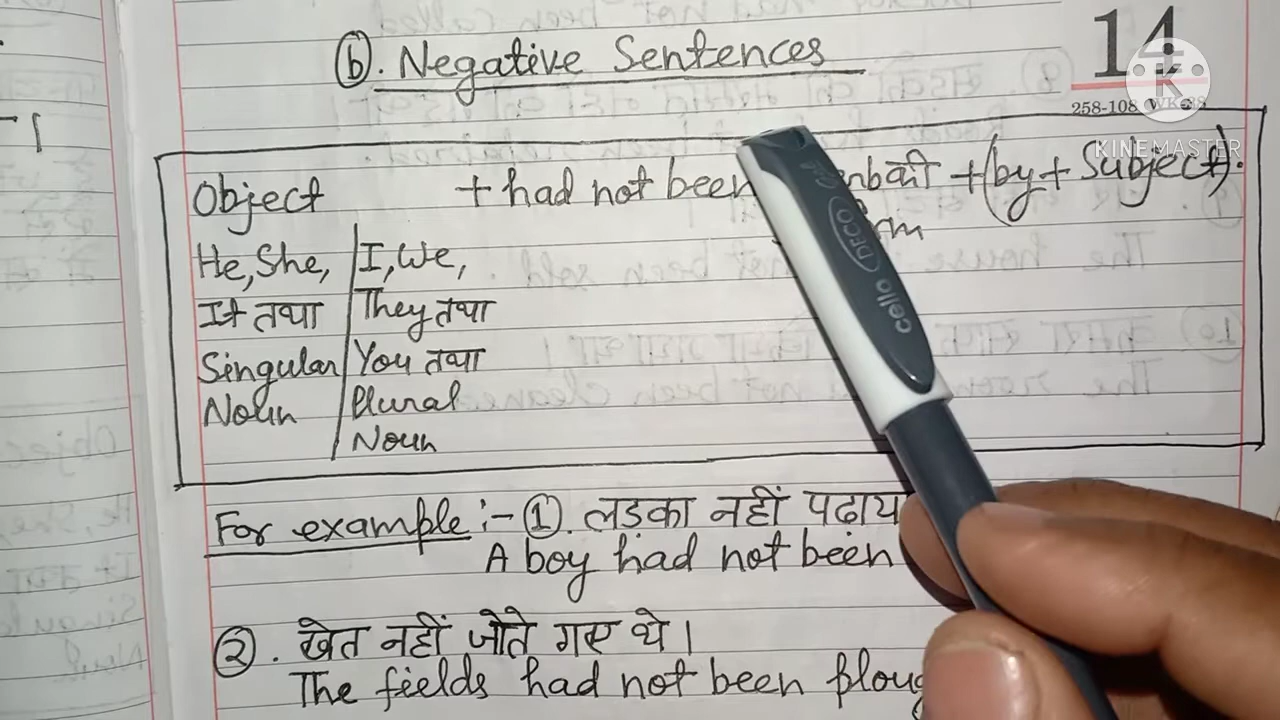 (b). Negative Sentences
14
258-108
KINEMASTER
Object + had not been + (by + Subject).
He, She, I, We,
It तथा They तथा
Singular You तथा
Noun Plural
Noun
For example :- (1). लड़का नहीं पढाय
A boy had not been
(2). खेत नहीं जोते गए थे।
The fields had not been ploug
cello